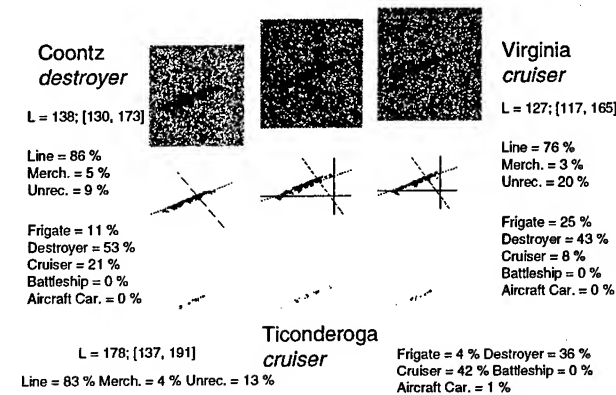 Coontz
destroyer
L = 138; [130, 173]
Line = 86 %
Merch. = 5 %
Unrec. = 9 %
Frigate = 11 %
Destroyer = 53 %
Cruiser = 21 %
Battleship = 0 %
Aircraft Car. = 0 %
Virginia
cruiser
L = 127; [117, 165]
Line = 76 %
Merch. = 3 %
Unrec. = 20 %
Frigate = 25 %
Destroyer = 43 %
Cruiser = 8 %
Battleship = 0 %
Aircraft Car. = 0 %
Ticonderoga
cruiser
L = 178; [137, 191]
Line = 83 % Merch. = 4 % Unrec. = 13 %
Frigate = 4 % Destroyer = 36 %
Cruiser = 42 % Battleship = 0 %
Aircraft Car. = 1 %